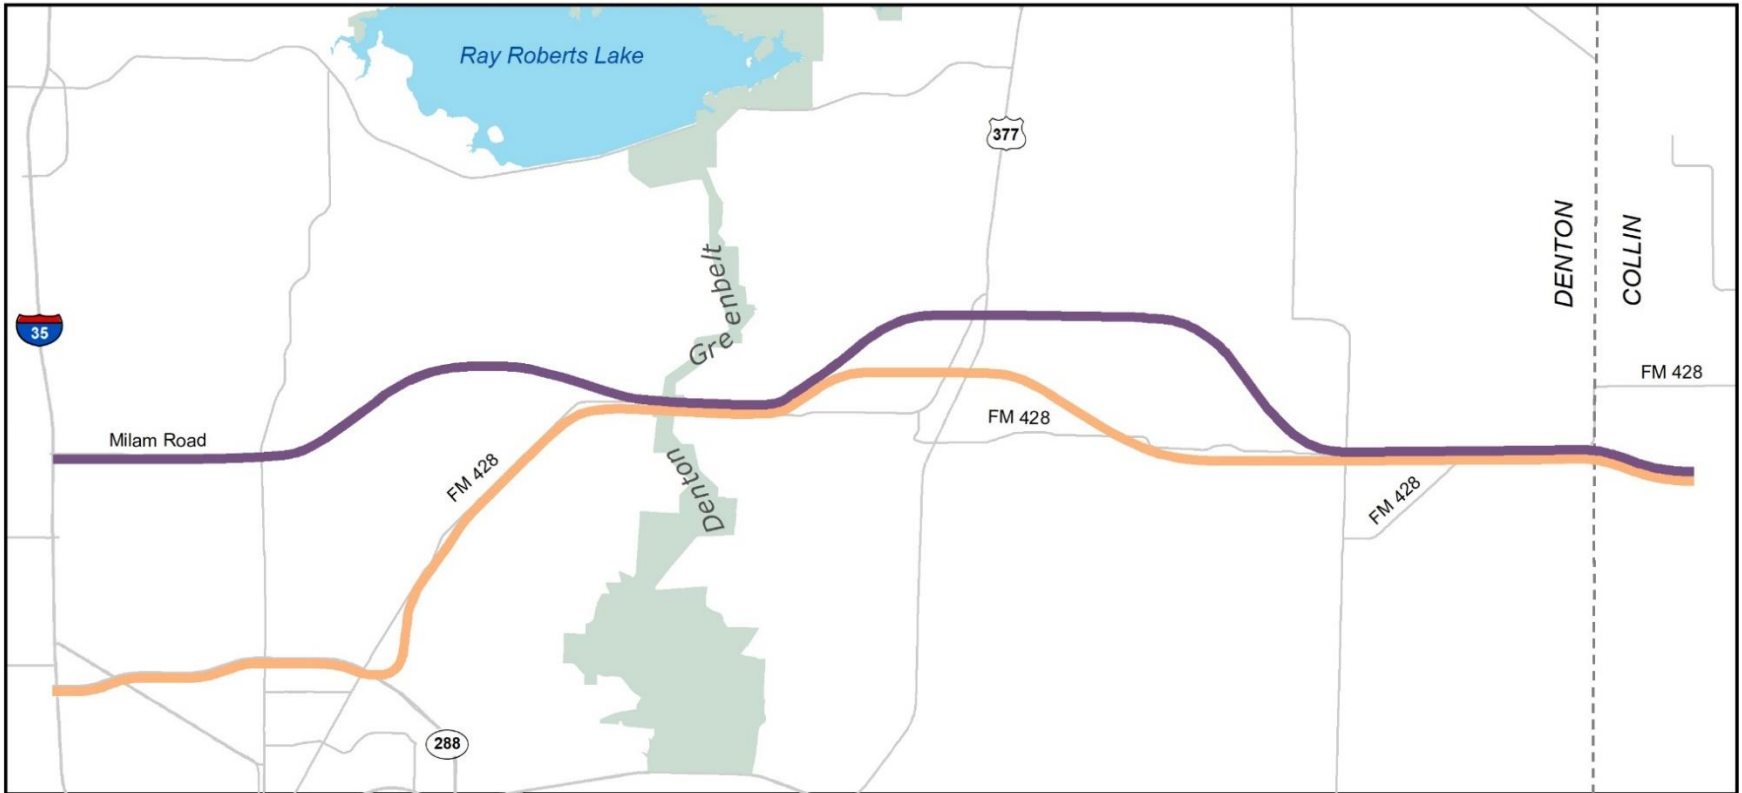 Ray Roberts Lake
377
DENTON
COLLIN
Greenbelt
35
FM 428
FM 428
Milam Road
FM 428
Denton
FM 428
288